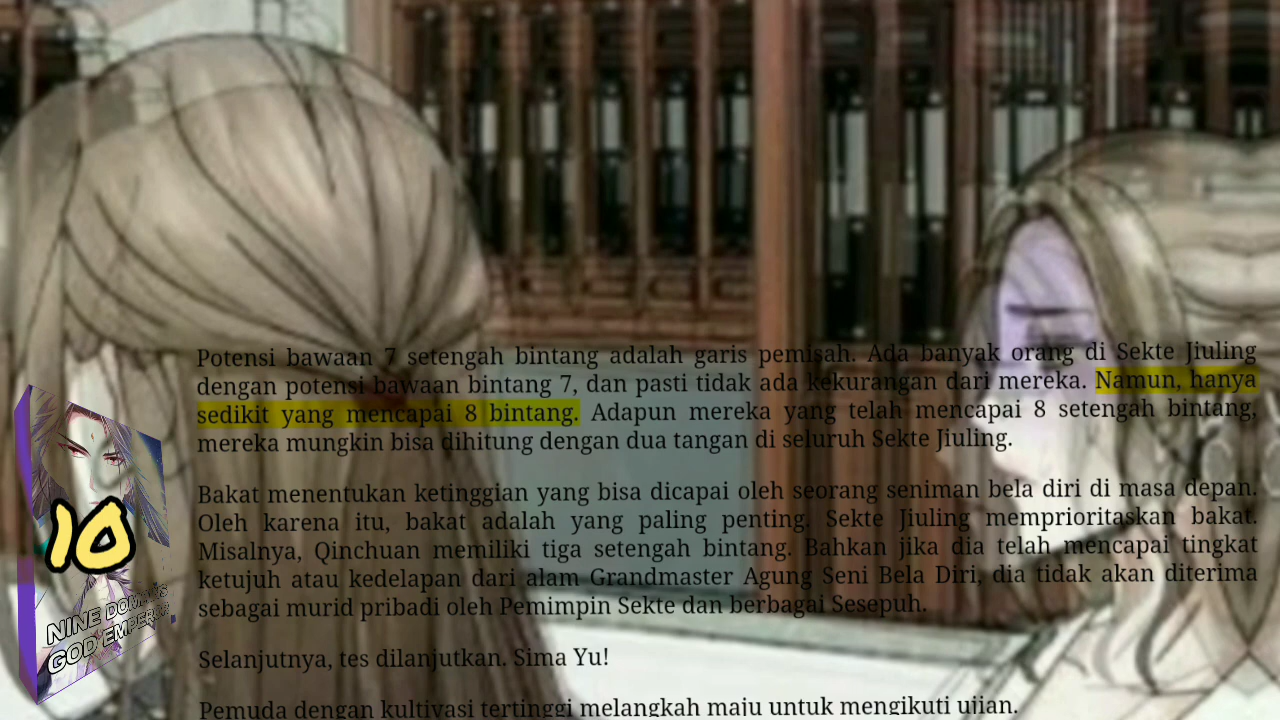 Potensi bawaan 7 setengah bintang adalah garis pemisah. Ada banyak orang di Sekte Jiuling
dengan potensi bawaan bintang 7, dan pasti tidak ada kekurangan dari mereka. Namun, hanya
sedikit yang mencapai 8 bintang. Adapun mereka yang telah mencapai 8 setengah bintang,
mereka mungkin bisa dihitung dengan dua tangan di seluruh Sekte Jiuling.
Bakat menentukan ketinggian yang bisa dicapai oleh seorang seniman bela diri di masa depan.
Oleh karena itu, bakat adalah yang paling penting. Sekte Jiuling memprioritaskan bakat.
Misalnya, Qinchuan memiliki tiga setengah bintang. Bahkan jika dia telah mencapai tingkat
ketujuh atau kedelapan dari alam Grandmaster Agung Seni Bela Diri, dia tidak akan diterima
sebagai murid pribadi oleh Pemimpin Sekte dan berbagai Sesepuh.
Selanjutnya, tes dilanjutkan. Sima Yu!
Pemuda dengan kultivasi tertinggi melangkah maju untuk mengikuti ujian.
10
NINE DOMAINS
GOD EMPEROR